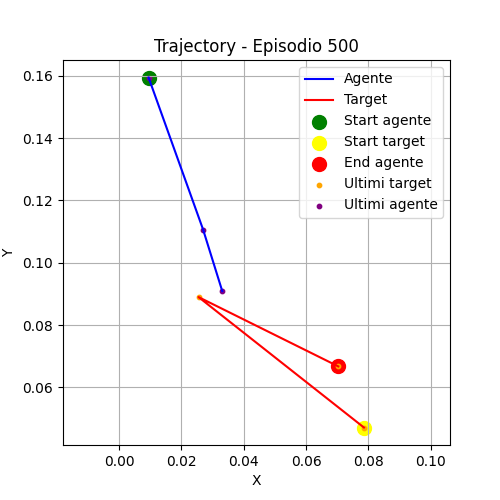 Trajectory - Episodio 500
Agente
Target
Start agente
Start target
End agente
Ultimi target
Ultimi agente
0.16
0.14
0.12
0.10
0.08
0.06
Y
0.00 0.02 0.04 0.06 0.08 0.10
X